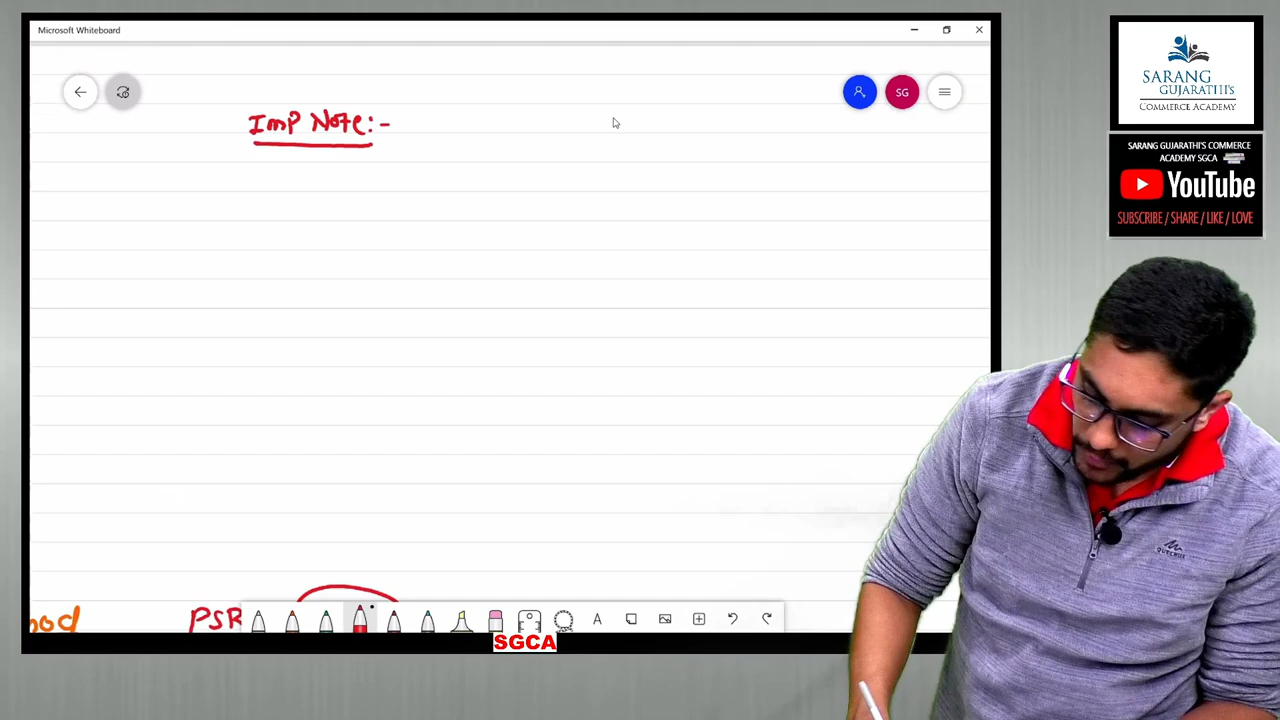 Microsoft Whiteboard
SG
Imp Note:-
PSR
A
SGCA
SARANG
GUJARATHI'S
COMMERCE ACADEMY
SARANG GUJARATHI'S COMMERCE
ACADEMY SGCA
YouTube
SUBSCRIBE / SHARE / LIKE / LOVE